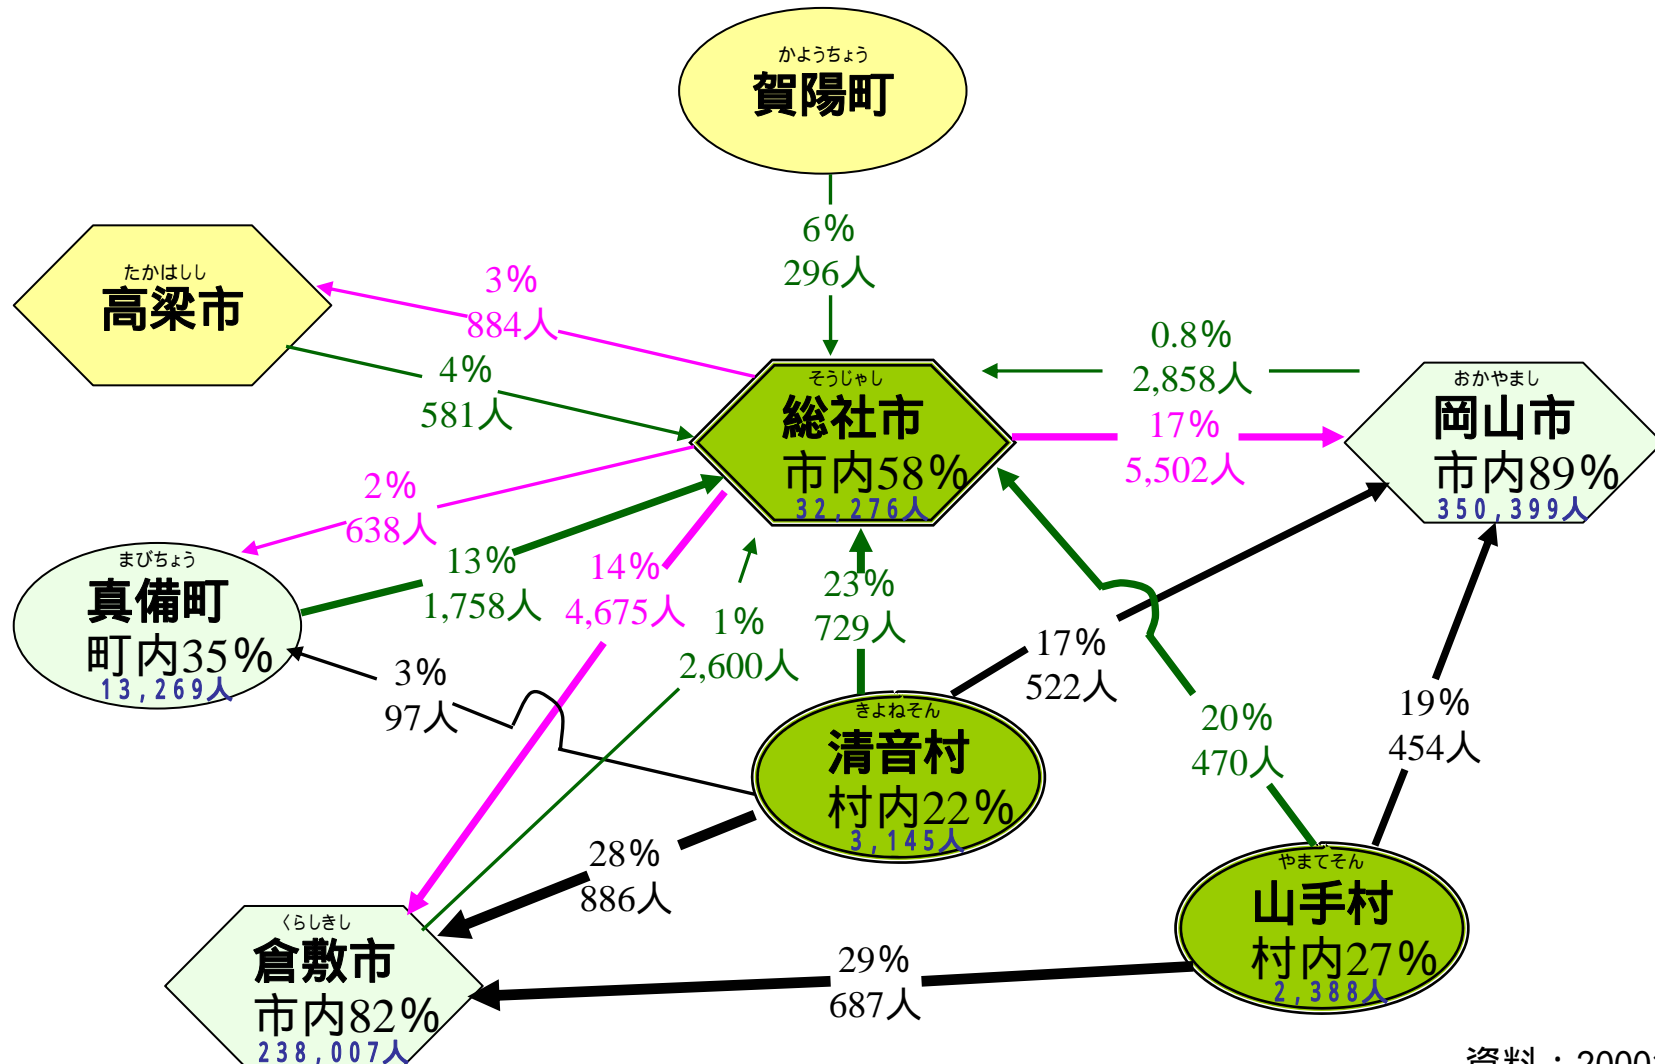 かようちょう
賀陽町
6%
296人
たかはしし
高梁市
3%
884人
4%
581人
そうじゃし
総社市
市内58%
32,276人
0.8%
2,858人
17%
5,502人
おかやまし
岡山市
市内89%
350,399人
2%
638人
まびちょう
真備町
町内35%
13,269人
13%
1,758人
14%
4,675人
1%
2,600人
23%
729人
17%
522人
3%
97人
きよねそん
清音村
村内22%
3,145人
20%
470人
19%
454人
28%
886人
やまてそん
山手村
村内27%
2,388人
くらしきし
倉敷市
市内82%
238,007人
29%
687人
資料：2000